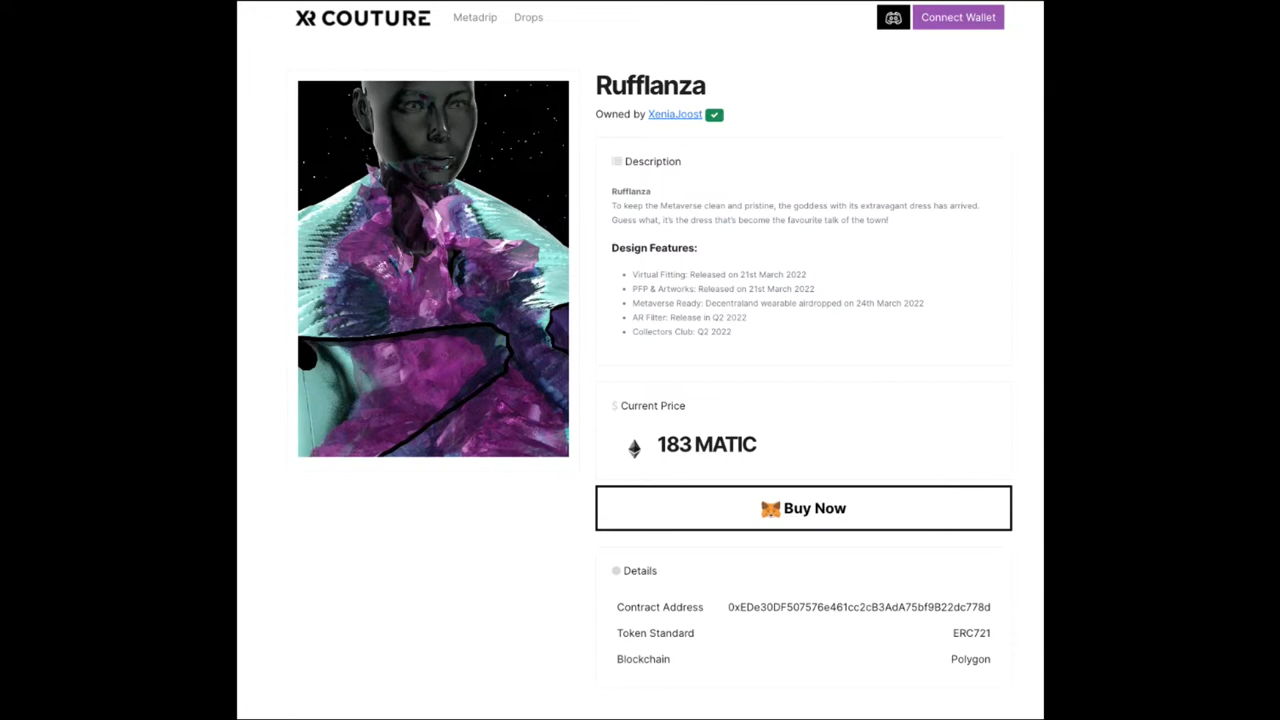 XR COUTURE
Metadrip
Drops
Connect Wallet
Rufflanza
Owned by XeniaJoost
Description
Rufflanza
To keep the Metaverse clean and pristine, the goddess with its extravagant dress has arrived.
Guess what, it's the dress that's become the favourite talk of the town!
Design Features:
Virtual Fitting: Released on 21st March 2022
PFP & Artworks: Released on 21st March 2022
Metaverse Ready: Decentraland wearable airdropped on 24th March 2022
AR Filter: Release in Q2 2022
Collectors Club: Q2 2022
$ Current Price
183 MATIC
Buy Now
Details
Contract Address 0xEDe30DF507576e461cc2cB3AdA75bf9B22dc778d
Token Standard ERC721
Blockchain Polygon